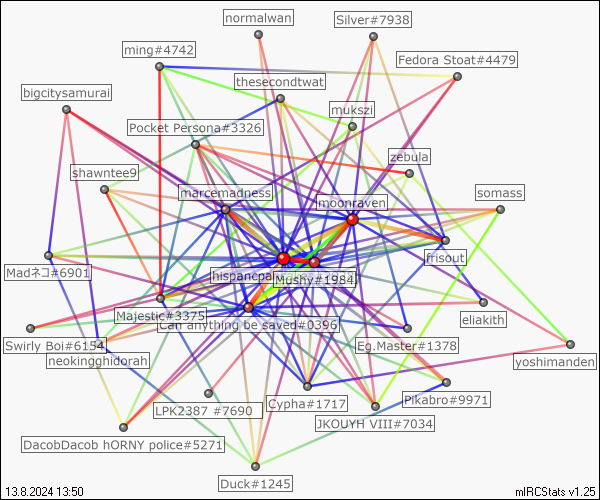 normalwan
Silver#7938
ming#4742
Fedora Stoat#4479
thesecondtwat
bigcitysamurai
mukszi
Pocket Persona#3326
zebula
shawntee9
marcemadness
somass
moonraven
frisout
Madネコ#6901
Mushy#1984
eliakith
Majestic#3375
Can anything be saved#0396
Swirly Boi#6154
Eg.Master#1378
neokingghidorah
yoshimanden
Cypha#1717
Pikabro#9971
LPK2387 #7690
JKOUYH VIII#7034
DacobDacob hORNY police#5271
Duck#1245
13.8.2024 13:50
mIRCStats v1.25